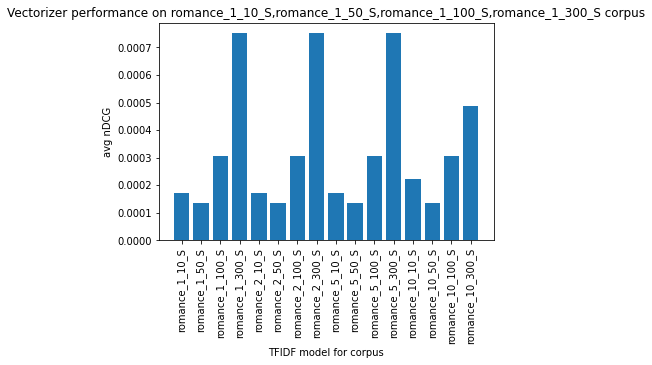 Vectorizer performance on romance_1_10_S,romance_1_50_S,romance_1_100_S,romance_1_300_S corpus
avg nDCG
0.0007
0.0006
0.0005
0.0004
0.0003
0.0002
0.0001
0.0000
romance_1_10_S
romance_1_50_S
romance_1_100_S
romance_1_300_S
romance_2_10_S
romance_2_50_S
romance_2_100_S
romance_2_300_S
romance_5_10_S
romance_5_50_S
romance_5_100_S
romance_5_300_S
romance_10_10_S
romance_10_50_S
romance_10_100_S
romance_10_300_S
TFIDF model for corpus